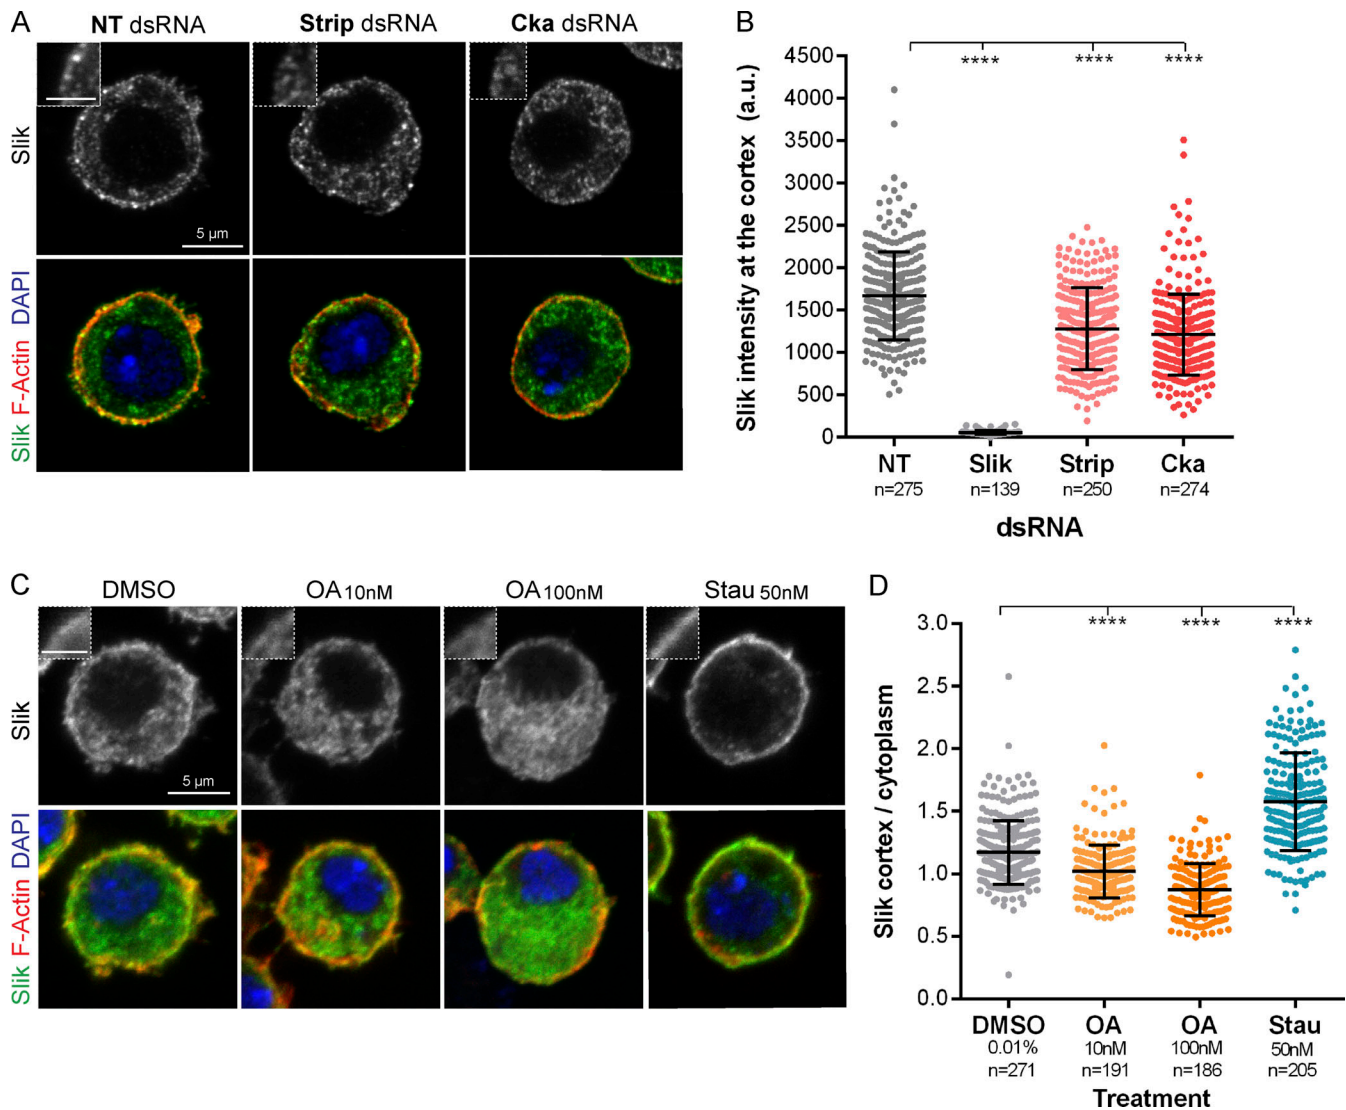 A
NT dsRNA
Strip dsRNA
Cka dsRNA
Slik
5 µm
Slik F-Actin DAPI
B
Slik intensity at the cortex (a.u.)
4500
4000
3500
3000
2500
2000
1500
1000
500
0
**** **** ****
NT Slik Strip Cka
n=275 n=139 n=250 n=274
dsRNA
C
DMSO
OA 10nM
OA 100nM
Stau 50nM
Slik
5 µm
Slik F-Actin DAPI
D
Slik cortex / cytoplasm
3.0
2.5
2.0
1.5
1.0
0.5
0.0
**** **** ****
DMSO OA OA Stau
0.01% 10nM 100nM 50nM
n=271 n=191 n=186 n=205
Treatment